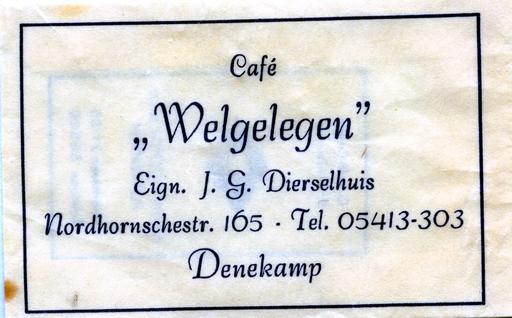 Café
„Welgelegen”
Eign. J. G. Dierselhuis
Nordhornschestr. 165 - Tel. 05413-303
Denekamp